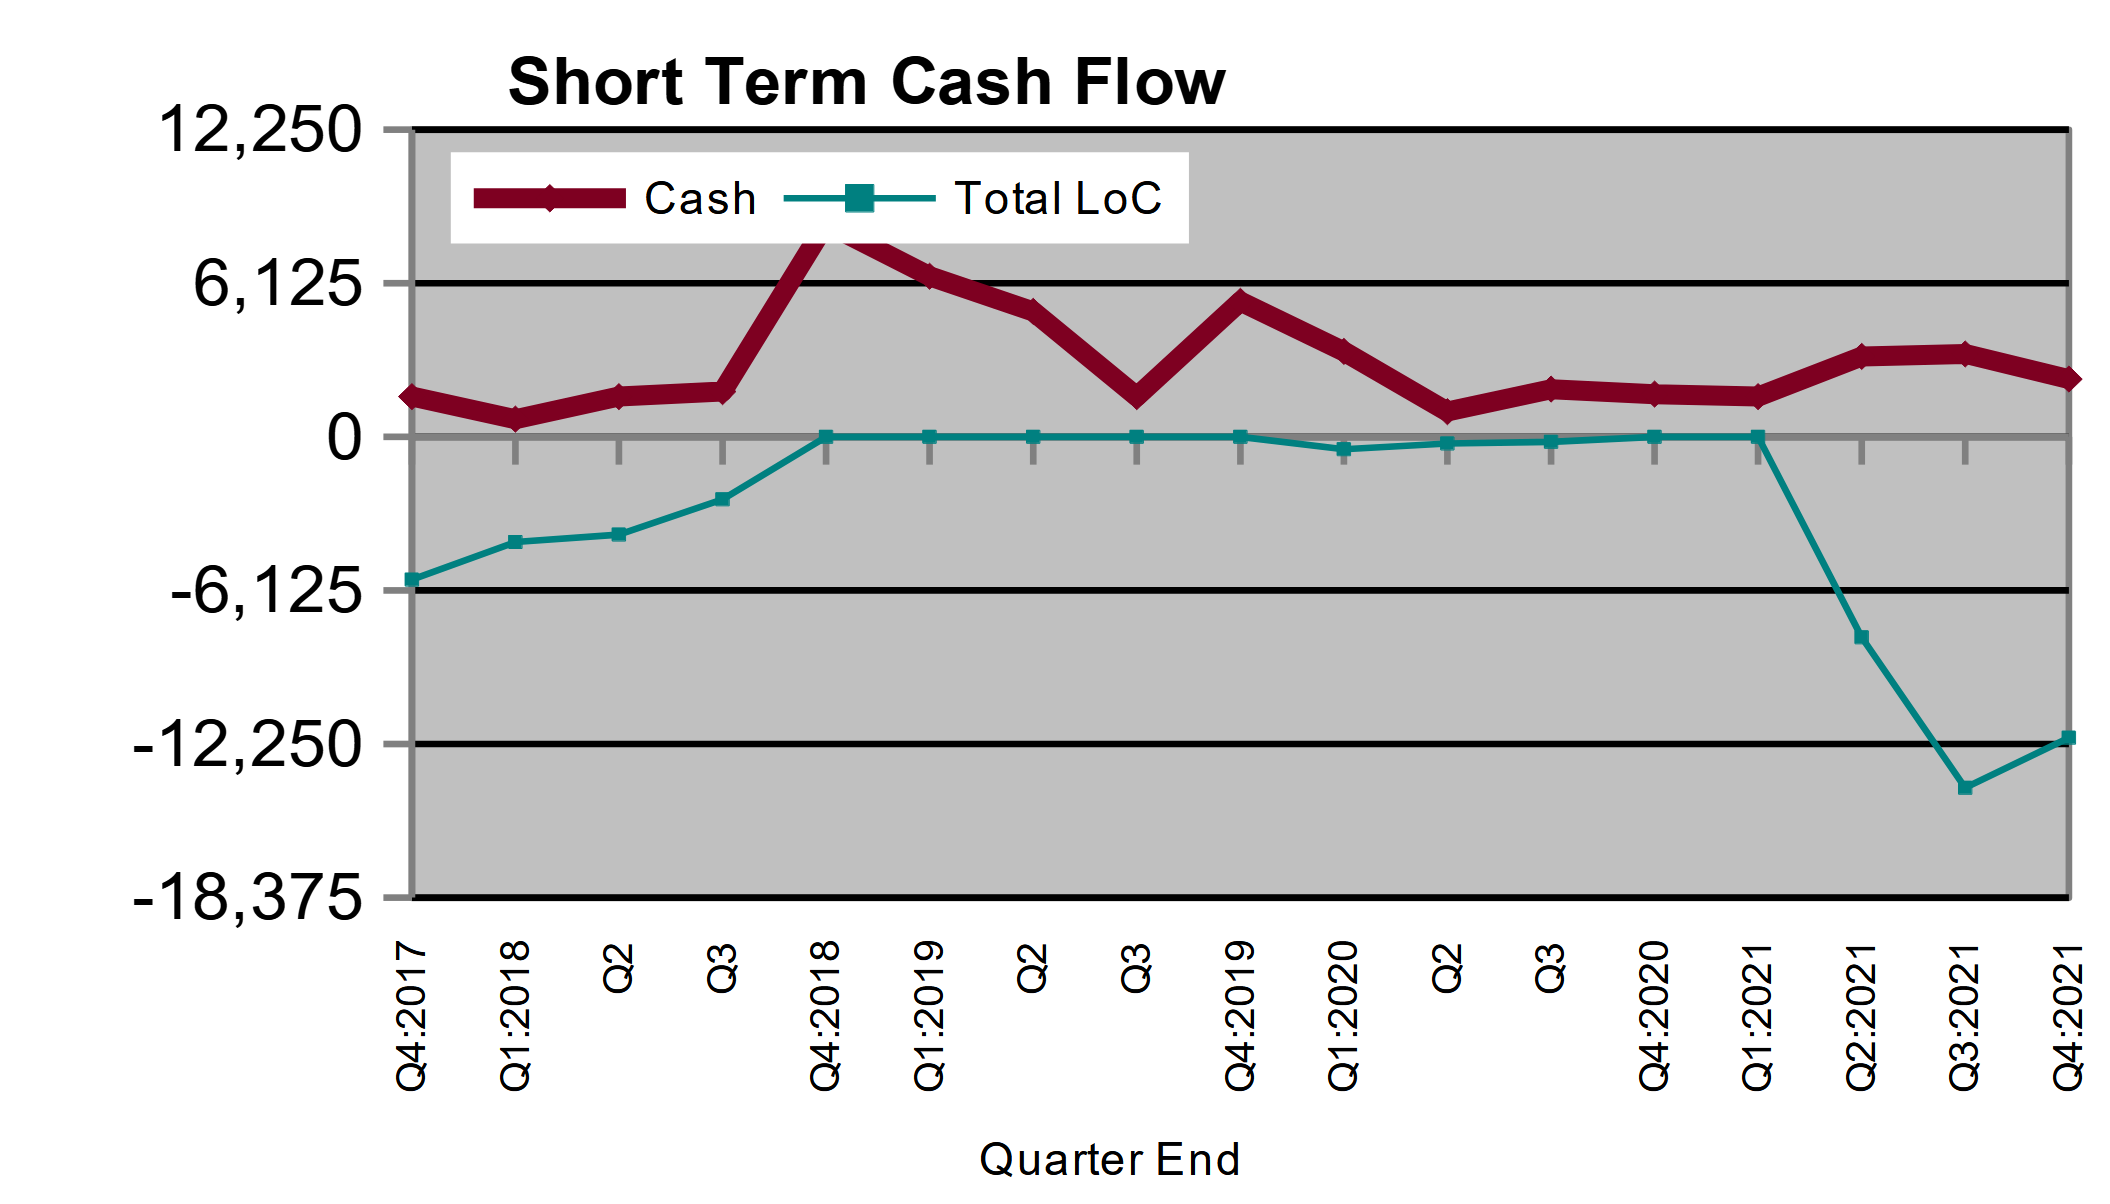 Short Term Cash Flow
12,250
6,125
0
-6,125
-12,250
-18,375
Cash
Total LoC
Q4:2017
Q1:2018
Q2
Q3
Q4:2018
Q1:2019
Q2
Q3
Q4:2019
Q1:2020
Q2
Q3
Q4:2020
Q1:2021
Q2:2021
Q3:2021
Q4:2021
Quarter End